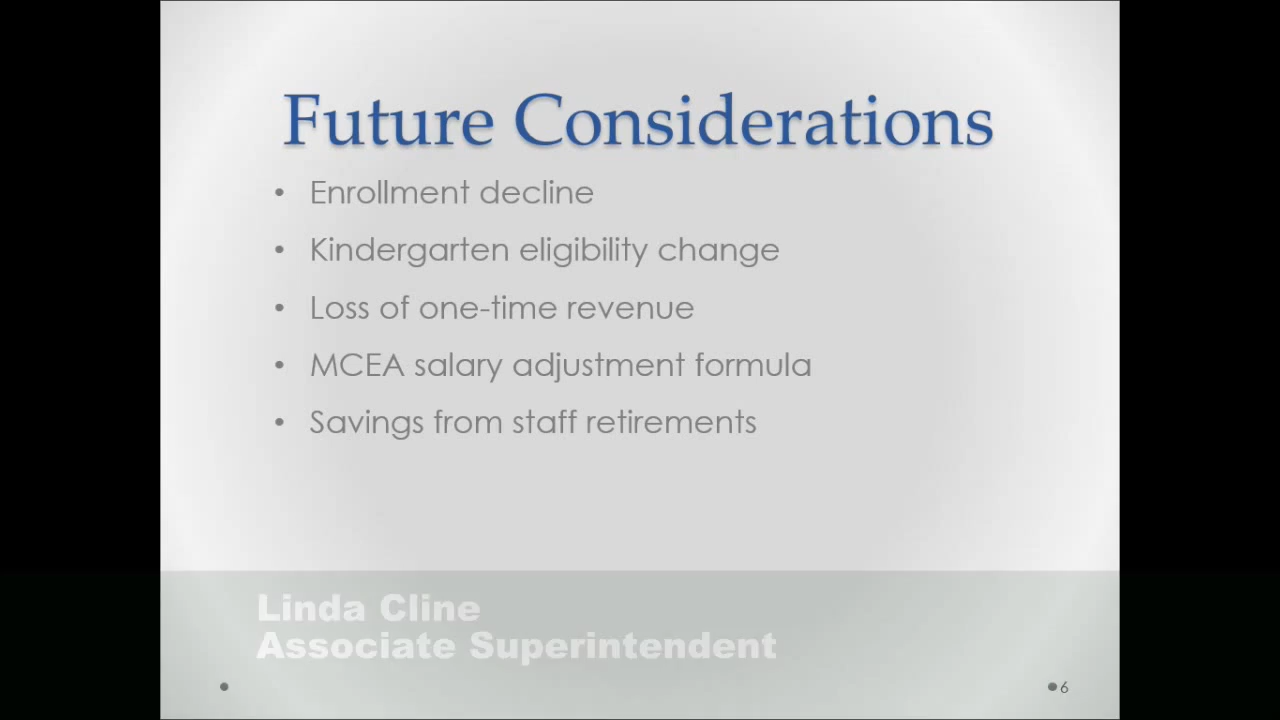 Future Considerations
• Enrollment decline
• Kindergarten eligibility change
• Loss of one-time revenue
• MCEA salary adjustment formula
• Savings from staff retirements
Linda Cline
Associate Superintendent
6